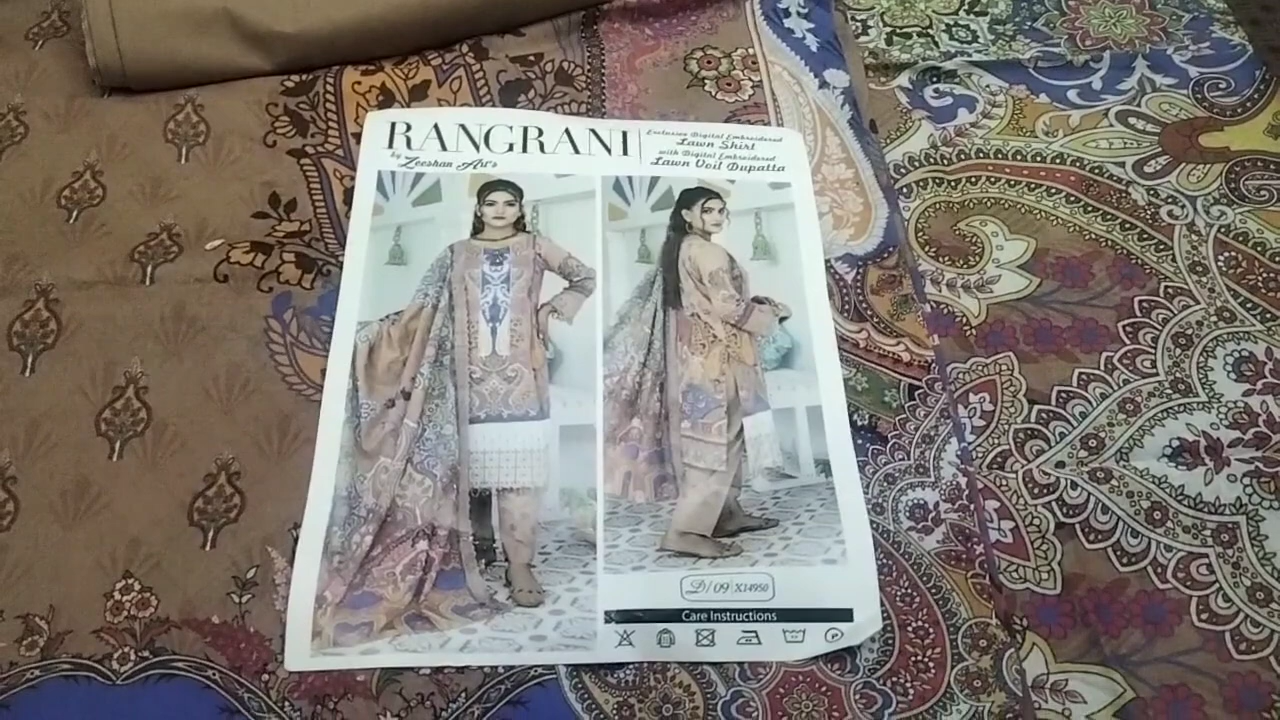 RANGRANI
by Zeeshan Art's
Exclusive Digital Embroidered
Lawn Shirt
with Digital Embroidered
Lawn Voil Dupatta
D/09 X14950
Care Instructions
P